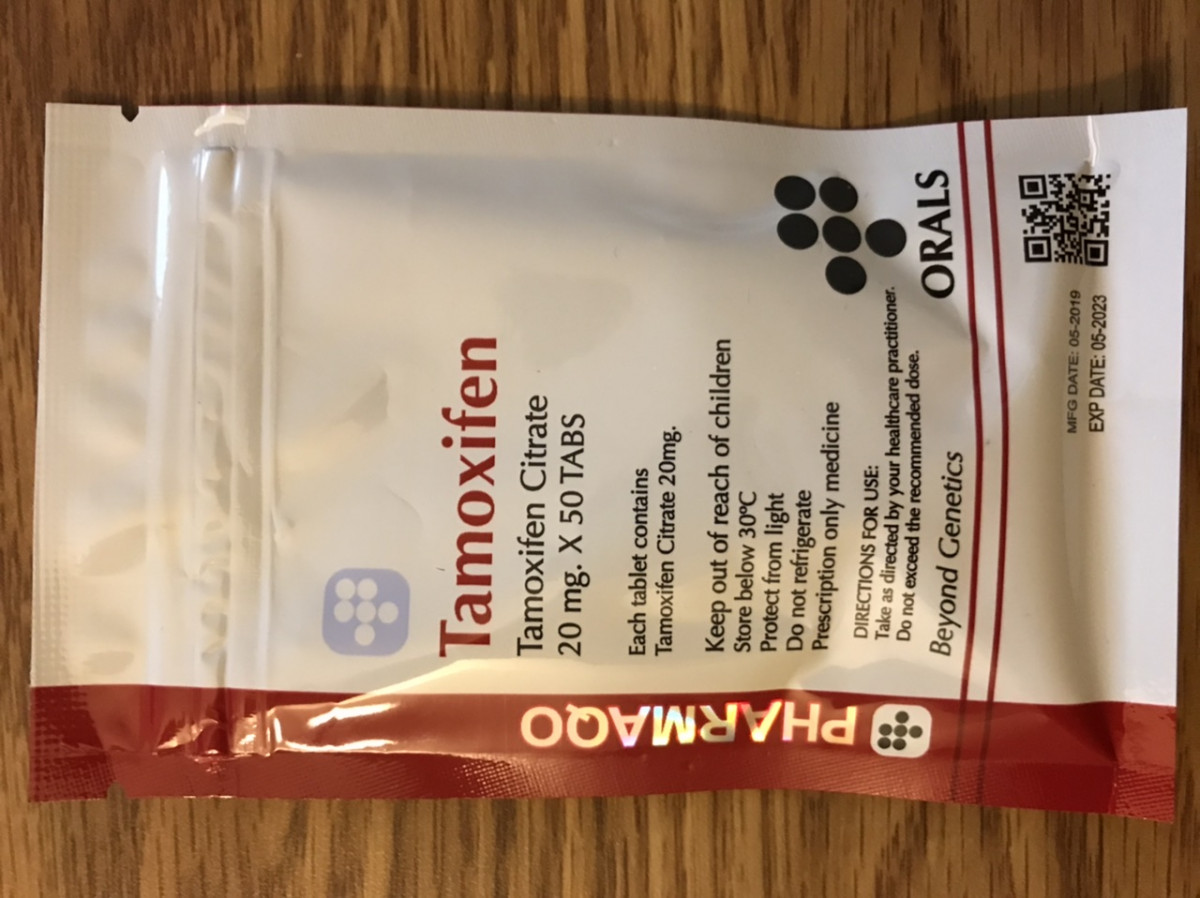 Tamoxifen
Tamoxifen Citrate
20 mg. X 50 TABS
Each tablet contains
Tamoxifen Citrate 20mg.
Keep out of reach of children
Store below 30ºC
Protect from light
Do not refrigerate
Prescription only medicine
DIRECTIONS FOR USE:
Take as directed by your healthcare practitioner.
Do not exceed the recommended dose.
Beyond Genetics
ORALS
MFG DATE: 05-2019
EXP DATE: 05-2023
PHARMAQO